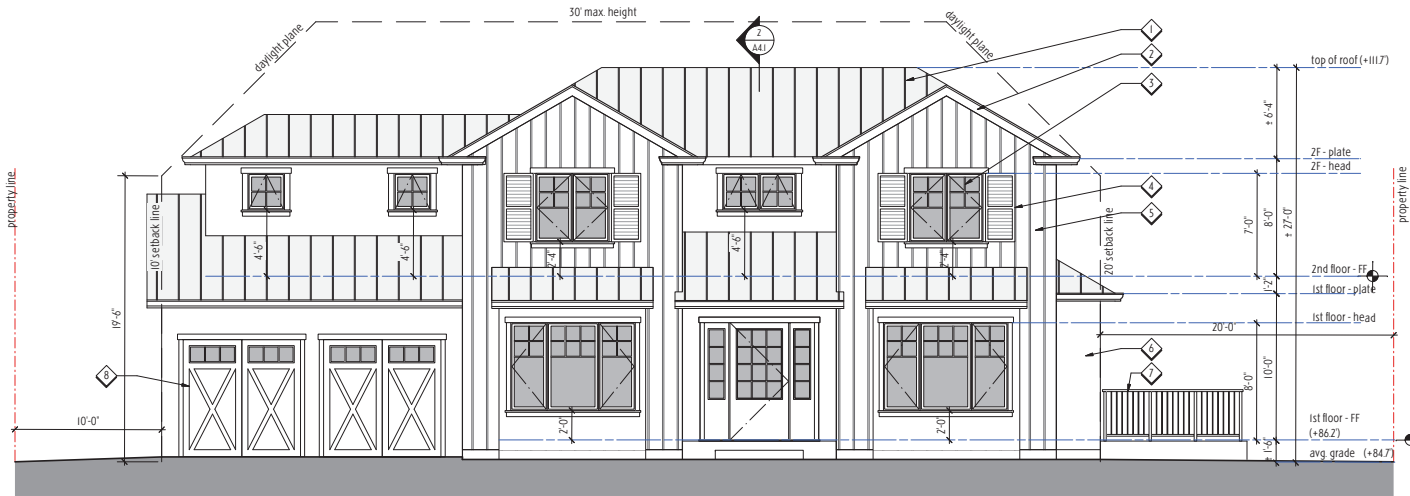 30' max. height
daylight plane
daylight plane
2
A4.1
1
2
3
top of roof (+111.7')
± 6'-4"
2F - plate
2F - head
property line
10' setback line
4
5
property line
20' setback line
7'-0"
8'-0"
± 27'-0"
4'-6"
4'-6"
2'-4"
4'-6"
2'-4"
2nd floor - FF
1'-2"
1st floor - plate
19'-6"
1st floor - head
20'-0"
6
7
8
8'-0"
10'-0"
10'-0"
2'-0"
2'-0"
1st floor - FF
(+86.2')
± 1'-6"
avg. grade (+84.7')